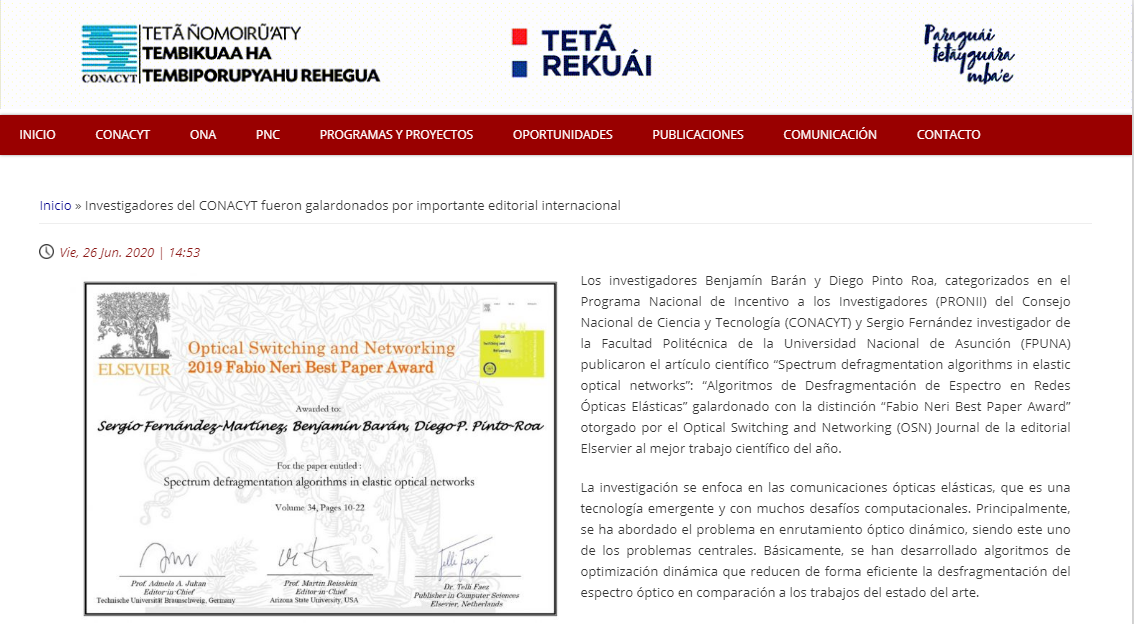 TETÃ ÑOMOIRŨ'ATY
TEMBIKUAA HA
TEMBIPORUPYAHU REHEGUA
CONACYT
TETÃ
REKUÁI
Paraguái
tetãyguára
mba'e
INICIO CONACYT ONA PNC PROGRAMAS Y PROYECTOS OPORTUNIDADES PUBLICACIONES COMUNICACIÓN CONTACTO
Inicio » Investigadores del CONACYT fueron galardonados por importante editorial internacional
Vie, 26 Jun. 2020 | 14:53
ELSEVIER
Optical Switching and Networking
2019 Fabio Neri Best Paper Award
OSN
Awarded to:
Sergio Fernández-Martínez, Benjamín Barán, Diego P. Pinto-Roa
For the paper entitled :
Spectrum defragmentation algorithms in elastic optical networks
Volume 34, Pages 10-22
Prof. Admela A. Jukan
Editor-in-Chief
Technische Universität Braunschweig, Germany
Prof. Martin Reisslein
Editor-in-Chief
Arizona State University, USA
Dr. Telli Faez
Publisher in Computer Sciences
Elsevier, Netherlands
Los investigadores Benjamín Barán y Diego Pinto Roa, categorizados en el
Programa Nacional de Incentivo a los Investigadores (PRONII) del Consejo
Nacional de Ciencia y Tecnología (CONACYT) y Sergio Fernández investigador de
la Facultad Politécnica de la Universidad Nacional de Asunción (FPUNA)
publicaron el artículo científico “Spectrum defragmentation algorithms in elastic
optical networks”: “Algoritmos de Desfragmentación de Espectro en Redes
Ópticas Elásticas” galardonado con la distinción “Fabio Neri Best Paper Award”
otorgado por el Optical Switching and Networking (OSN) Journal de la editorial
Elservier al mejor trabajo científico del año.
La investigación se enfoca en las comunicaciones ópticas elásticas, que es una
tecnología emergente y con muchos desafíos computacionales. Principalmente,
se ha abordado el problema en enrutamiento óptico dinámico, siendo este uno
de los problemas centrales. Básicamente, se han desarrollado algoritmos de
optimización dinámica que reducen de forma eficiente la desfragmentación del
espectro óptico en comparación a los trabajos del estado del arte.